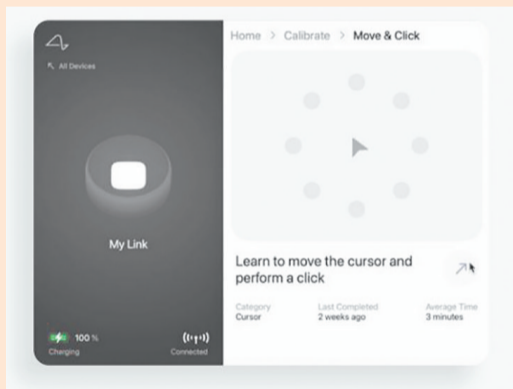 Home > Calibrate > Move & Click
All Devices
My Link
Learn to move the cursor and
perform a click
Category
Cursor
Last Completed
2 weeks ago
Average Time
3 minutes
100 %
Charging
Connected